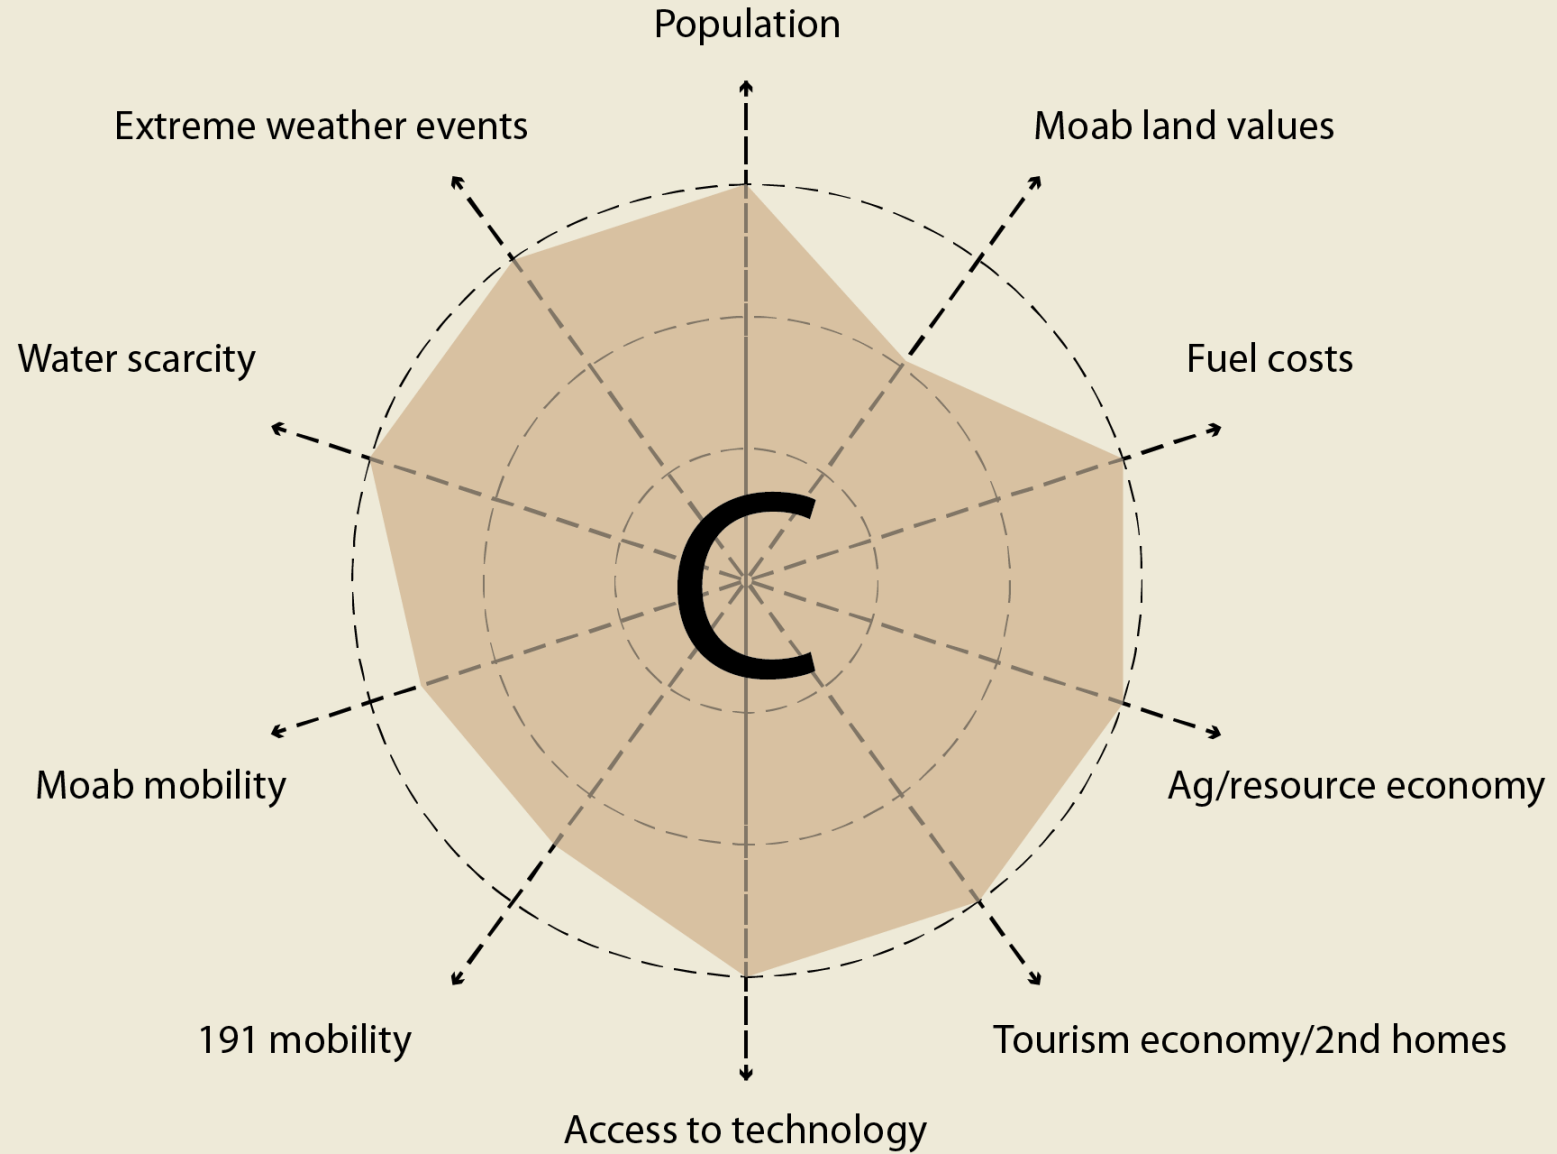 Population
Extreme weather events
Moab land values
Water scarcity
Fuel costs
C
Moab mobility
Ag/resource economy
191 mobility
Tourism economy/2nd homes
Access to technology